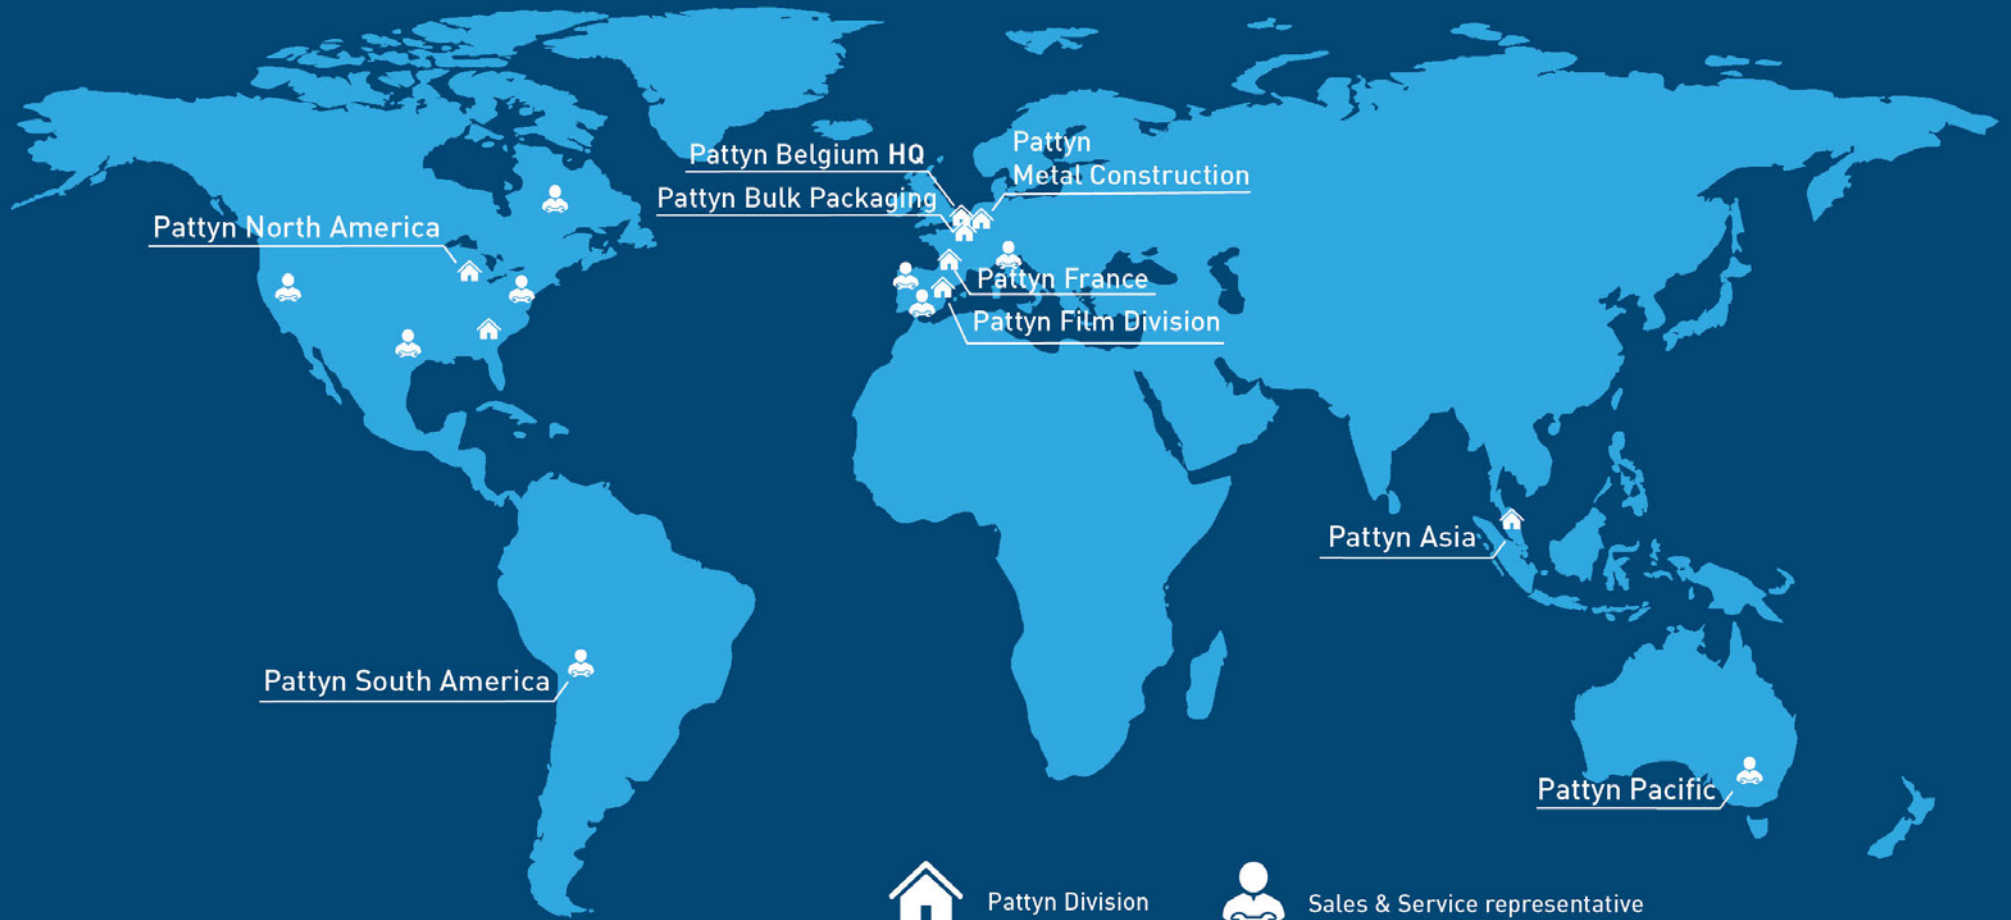 Pattyn Belgium HQ
Pattyn
Metal Construction
Pattyn Bulk Packaging
Pattyn North America
Pattyn France
Pattyn Film Division
Pattyn Asia
Pattyn South America
Pattyn Pacific
Pattyn Division
Sales & Service representative